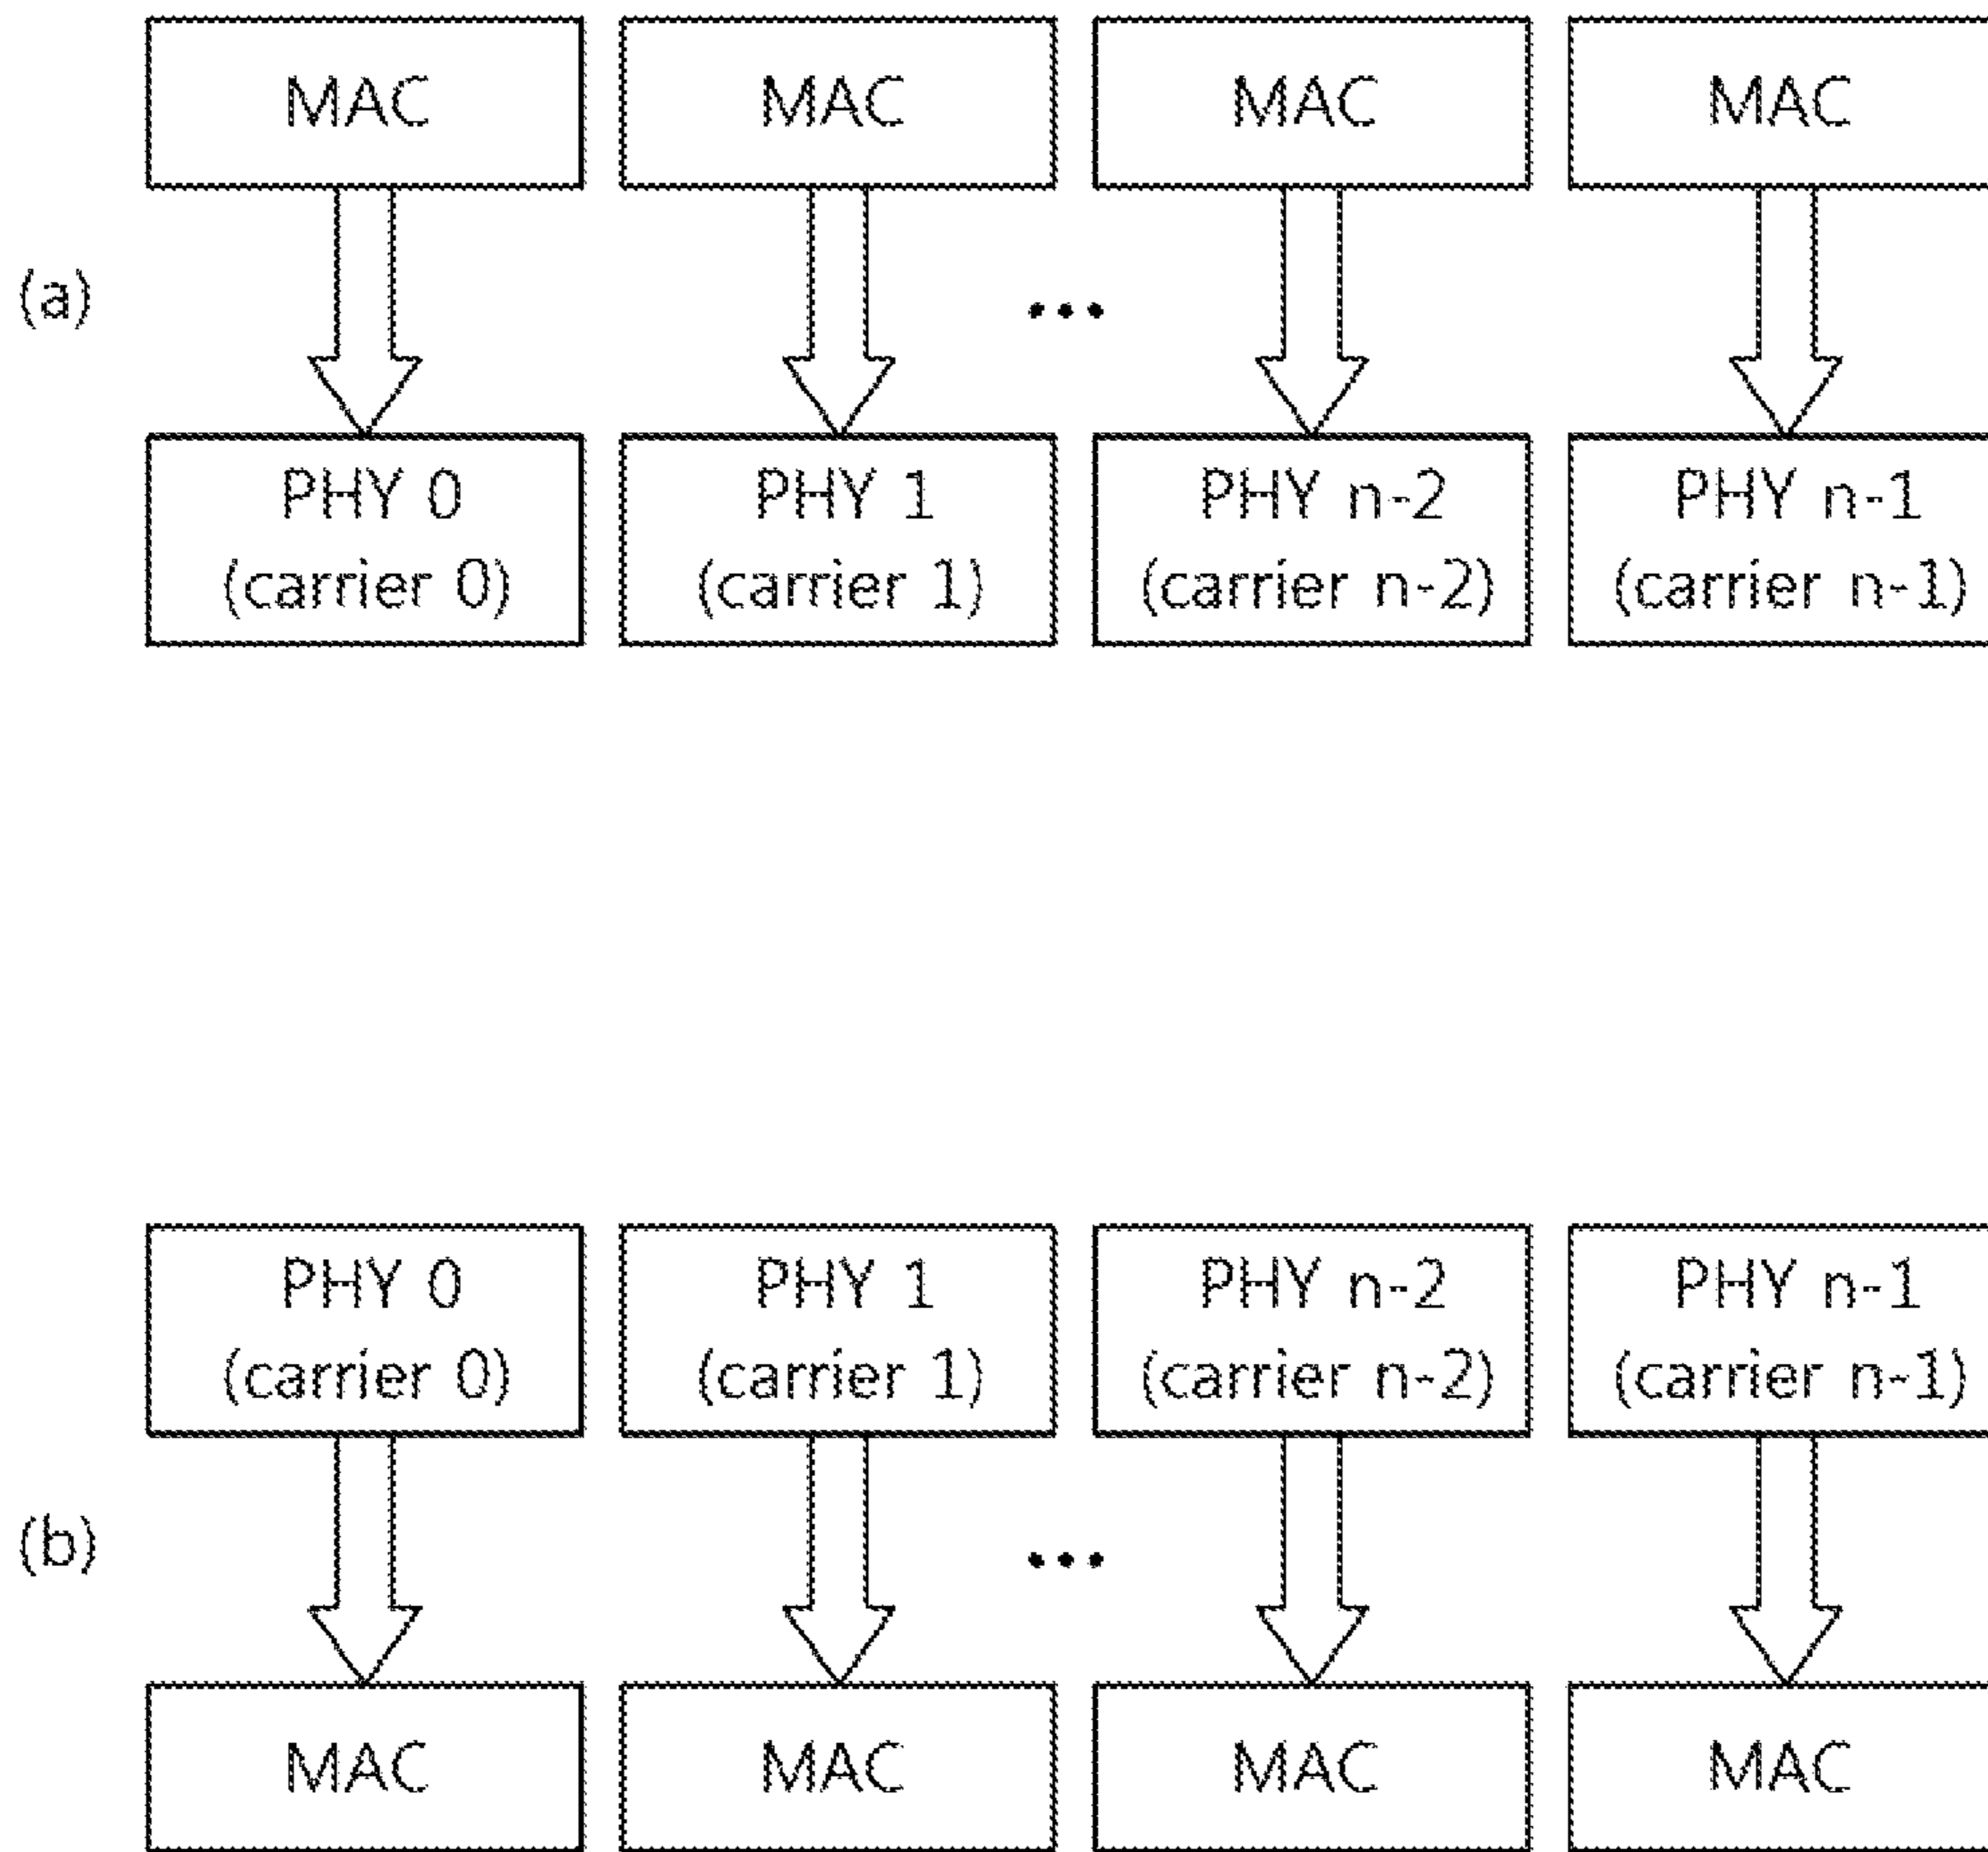 MAC MAC MAC MAC
(a)
...
PHY 0 PHY 1 PHY n-2 PHY n-1
(carrier 0) (carrier 1) (carrier n-2) (carrier n-1)
PHY 0 PHY 1 PHY n-2 PHY n-1
(carrier 0) (carrier 1) (carrier n-2) (carrier n-1)
(b)
...
MAC MAC MAC MAC